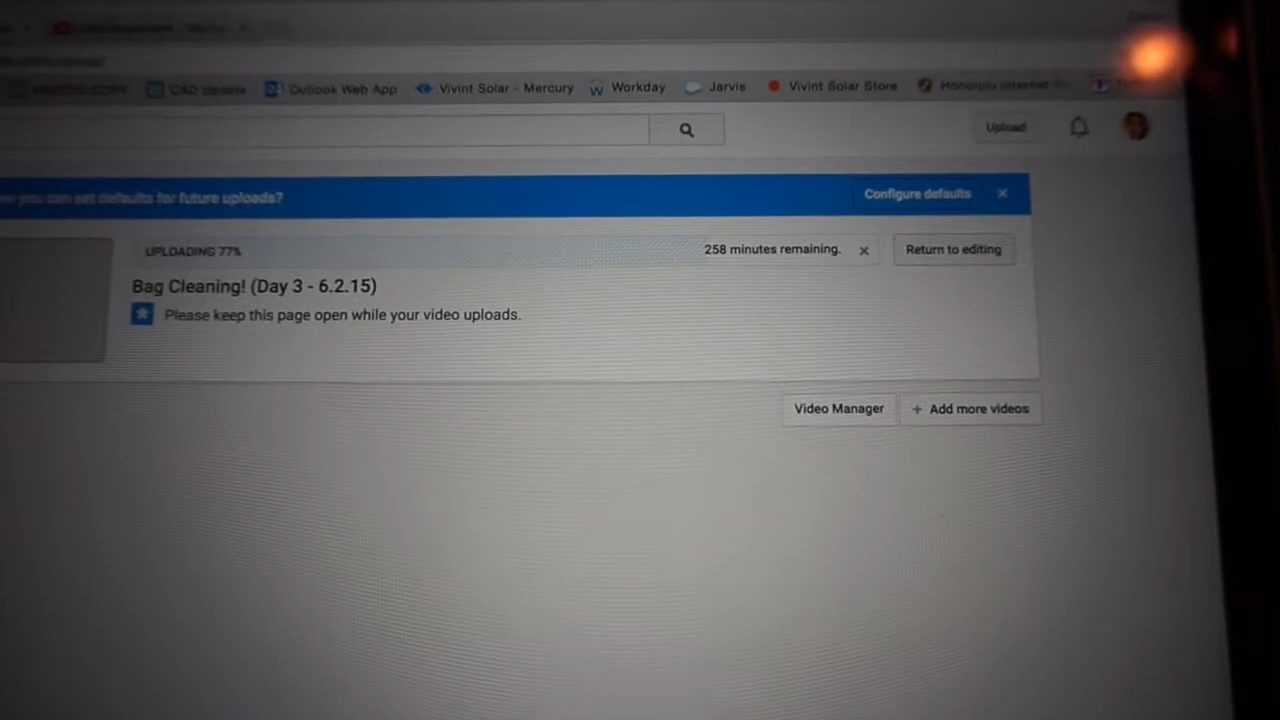 CAD Update Outlook Web App Vivint Solar - Mercury Workday Jarvis Vivint Solar Store Honolulu Internet
Upload
you can set defaults for future uploads? Configure defaults ×
UPLOADING 77% 258 minutes remaining. × Return to editing
Bag Cleaning! (Day 3 - 6.2.15)
Please keep this page open while your video uploads.
Video Manager + Add more videos